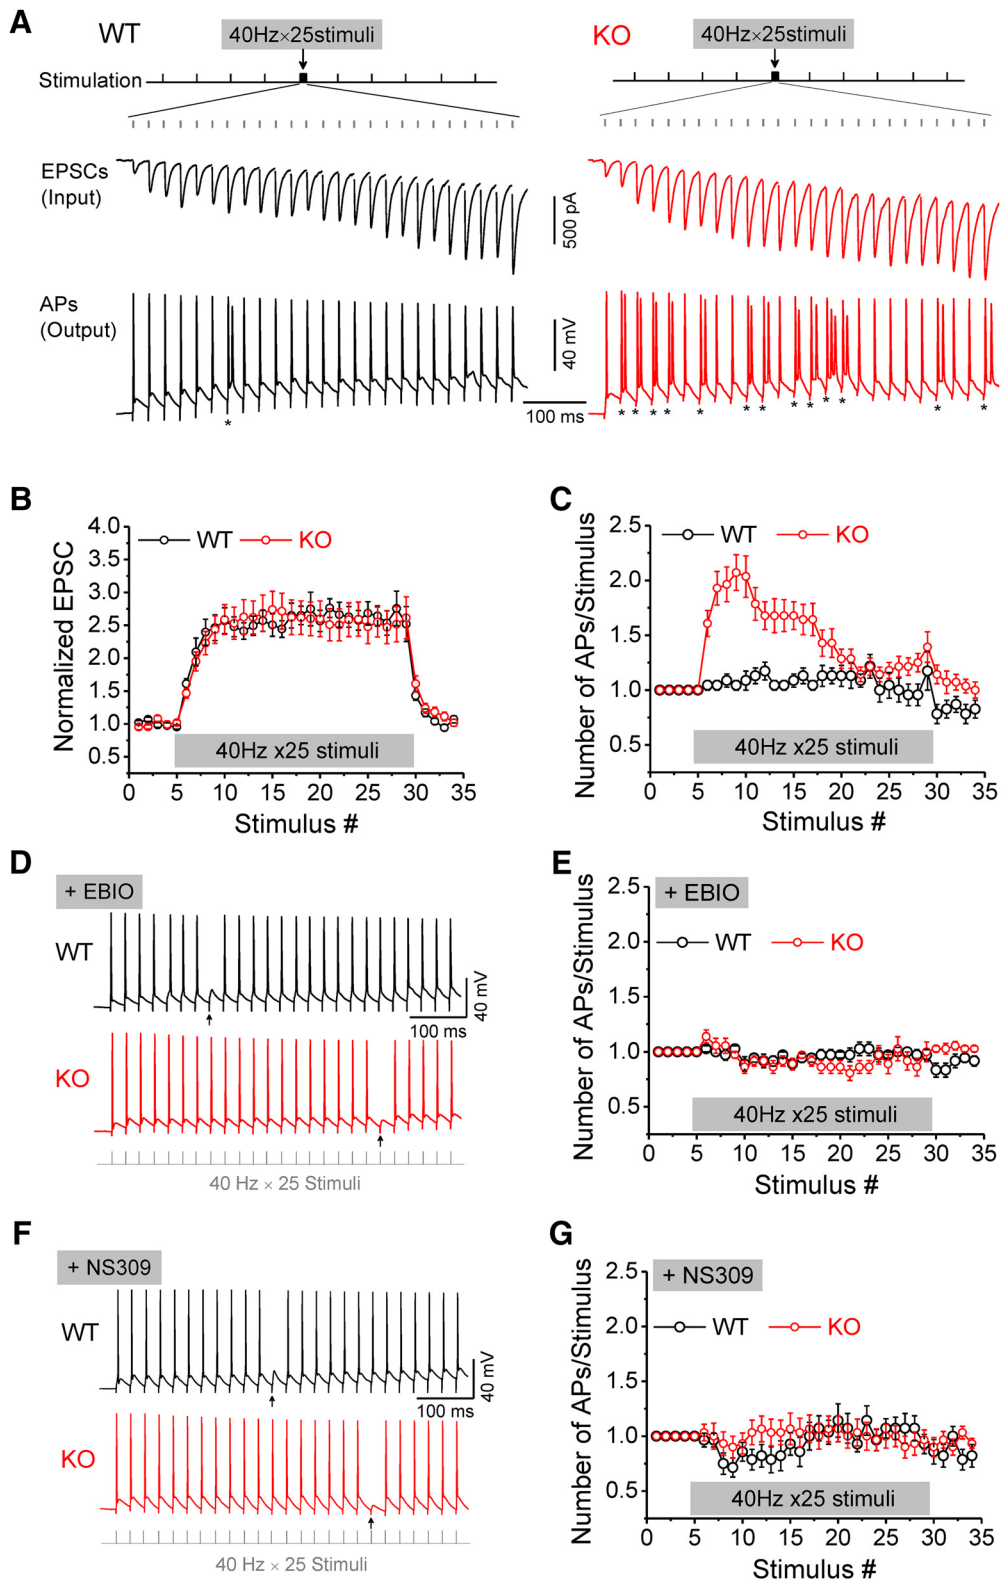 A
WT
40Hz×25stimuli
KO
40Hz×25stimuli
Stimulation
EPSCs
(Input)
500 pA
APs
(Output)
40 mV
*
* * * * * * * * * * * * *
100 ms
B
4.0
3.5
3.0
2.5
2.0
1.5
1.0
0.5
Normalized EPSC
WT KO
40Hz x25 stimuli
0 5 10 15 20 25 30 35
Stimulus #
C
2.5
2.0
1.5
1.0
0.5
Number of APs/Stimulus
WT KO
40Hz x25 stimuli
0 5 10 15 20 25 30 35
Stimulus #
D
+ EBIO
WT
40 mV
100 ms
KO
40 Hz × 25 Stimuli
E
+ EBIO
2.5
2.0
1.5
1.0
0.5
Number of APs/Stimulus
WT KO
40Hz x25 stimuli
0 5 10 15 20 25 30 35
Stimulus #
F
+ NS309
WT
40 mV
100 ms
KO
40 Hz × 25 Stimuli
G
+ NS309
2.5
2.0
1.5
1.0
0.5
Number of APs/Stimulus
WT KO
40Hz x25 stimuli
0 5 10 15 20 25 30 35
Stimulus #